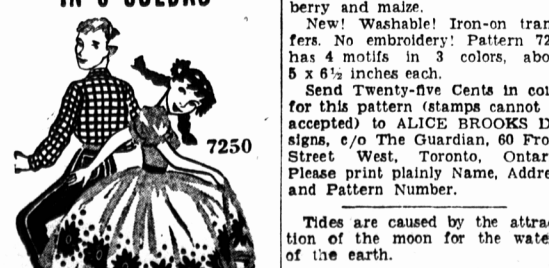 IN 3 COLORS
7250
berry and maize.
New! Washable! Iron-on tran
fers. No embroidery! Pattern 72
has 4 motifs in 3 colors, abo
5 x 6½ inches each.
Send Twenty-five Cents in coi
for this pattern (stamps cannot
accepted) to ALICE BROOKS D
signs, c/o The Guardian, 60 Fro
Street West, Toronto, Ontar
Please print plainly Name, Addre
and Pattern Number.
Tides are caused by the attra
tion of the moon for the wate
of the earth.